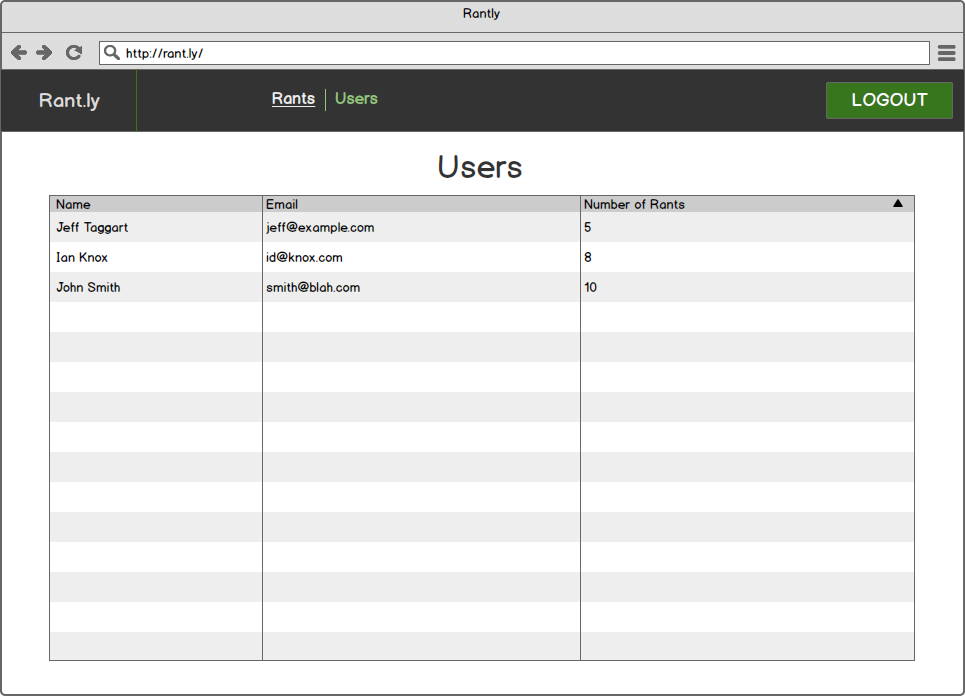 Rantly
http://rant.ly/
Rant.ly
Rants Users
LOGOUT
Users
Name Email Number of Rants
Jeff Taggart jeff@example.com 5
Ian Knox id@knox.com 8
John Smith smith@blah.com 10